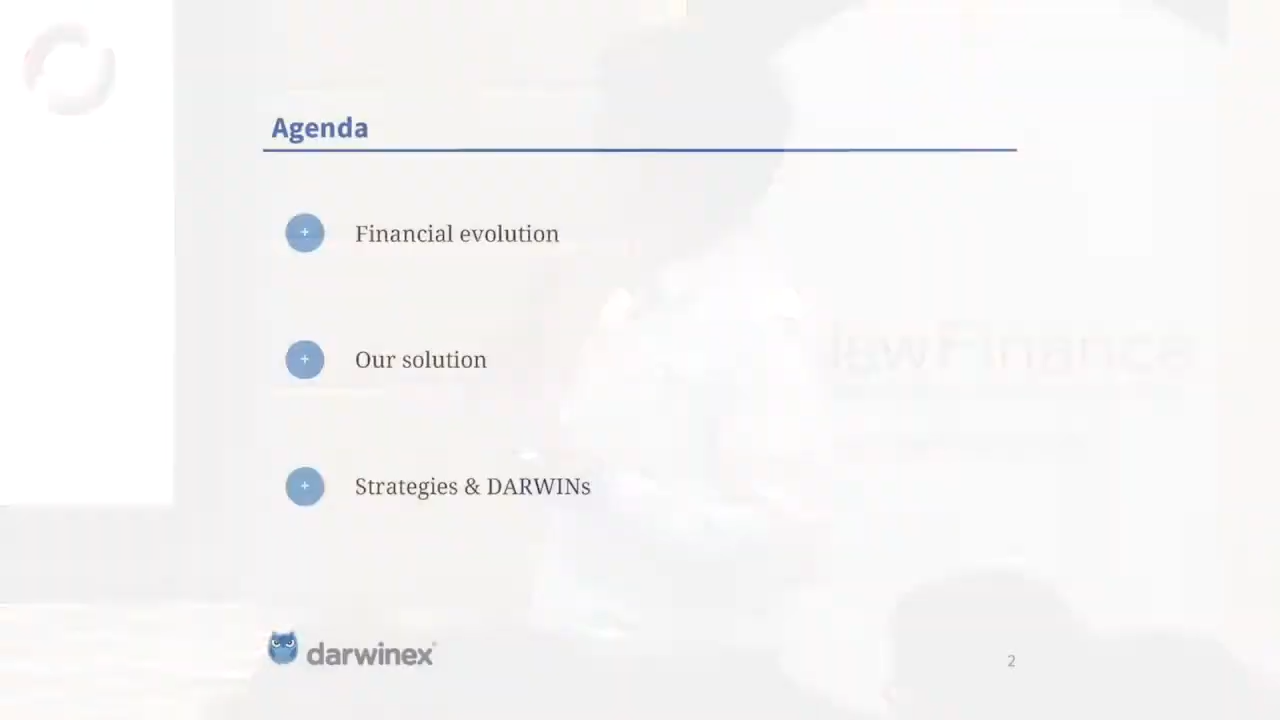 Agenda
+ Financial evolution
+ Our solution
+ Strategies & DARWINs
darwinex®
2